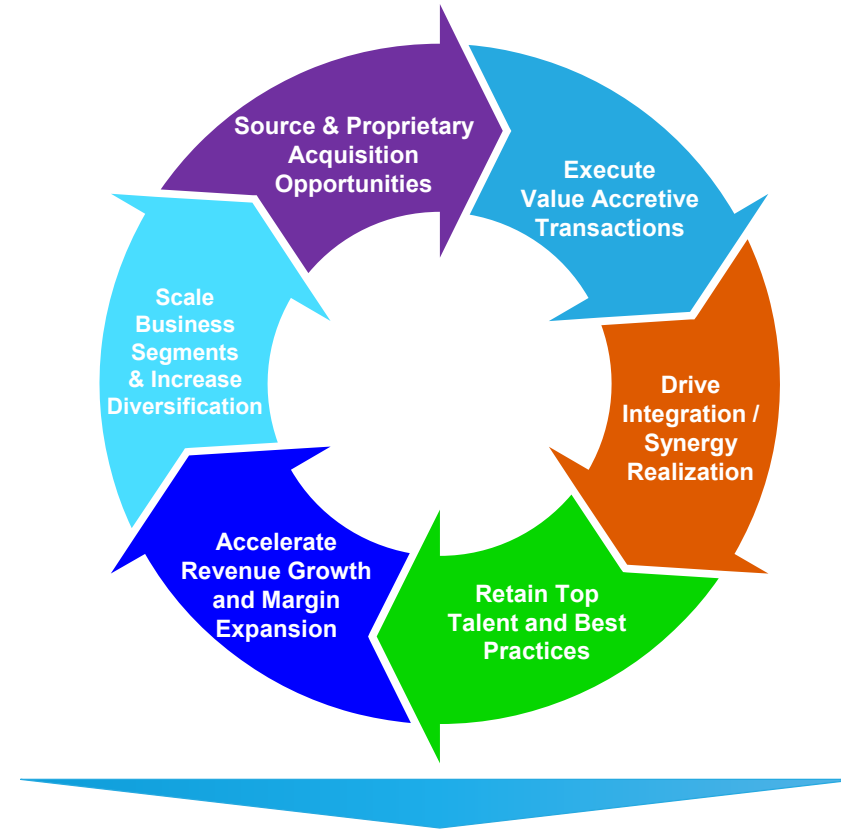 Source & Proprietary
Acquisition
Opportunities
Execute
Value Accretive
Transactions
Drive
Integration /
Synergy
Realization
Retain Top
Talent and Best
Practices
Accelerate
Revenue Growth
and Margin
Expansion
Scale
Business
Segments
& Increase
Diversification